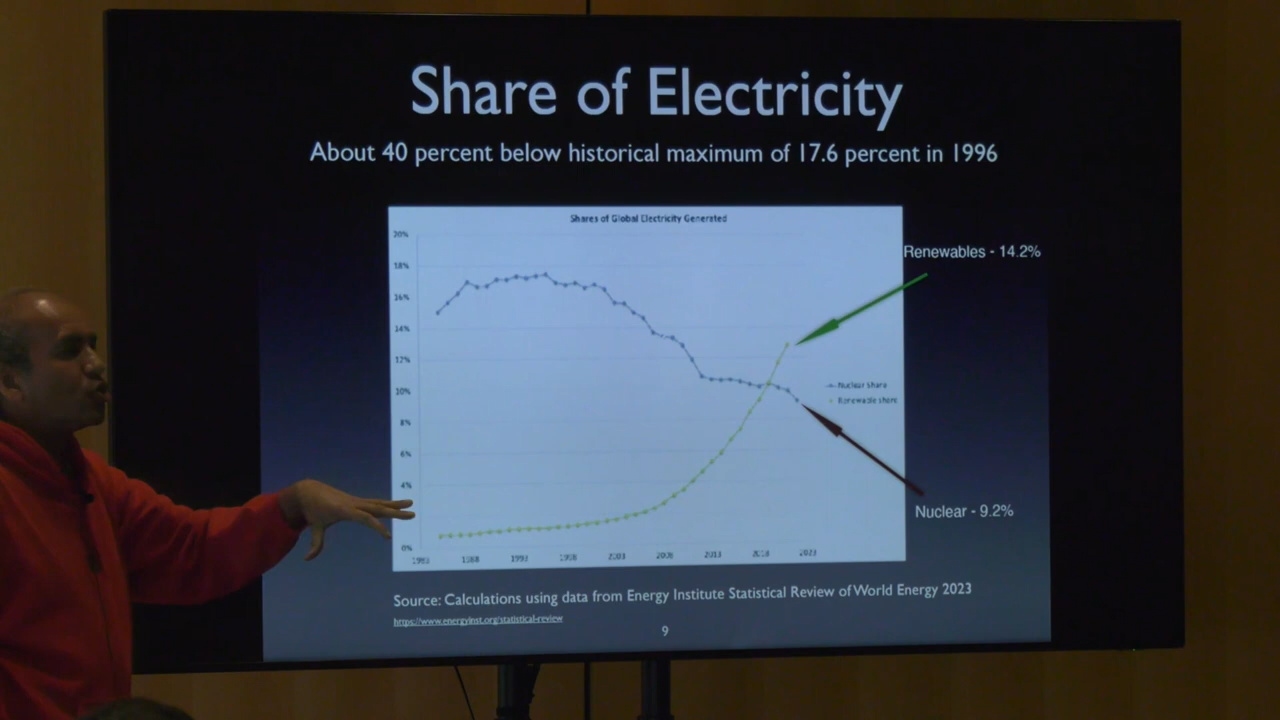 Share of Electricity
About 40 percent below historical maximum of 17.6 percent in 1996
Shares of Global Electricity Generated
20%
18%
16%
14%
12%
10%
8%
6%
4%
0%
1983
1988
1993
1998
2003
2008
2013
2018
2023
Nuclear share
Renewable share
Renewables - 14.2%
Nuclear - 9.2%
Source: Calculations using data from Energy Institute Statistical Review of World Energy 2023
https://www.energyinst.org/statistical-review
9